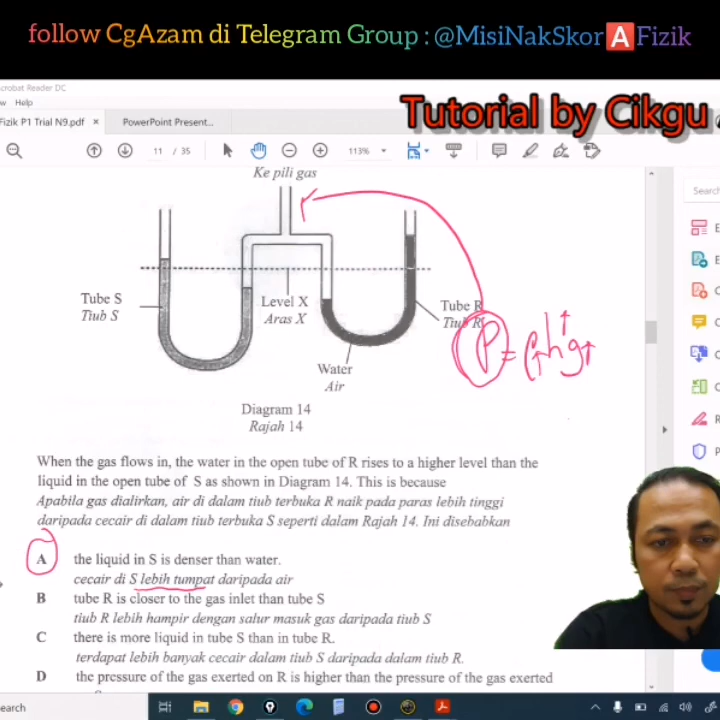 follow CgAzam di Telegram Group : @MisiNakSkor🅰Fizik
crobat Reader DC
w Help
Tutorial by Cikgu
Fizik P1 Trial N9.pdf × PowerPoint Present...
11 / 35 113%
Ke pili gas
Search
Tube S
Tiub S
Level X
Aras X
Tube R
Tiub R
P = ρhg
Water
Air
Diagram 14
Rajah 14
When the gas flows in, the water in the open tube of R rises to a higher level than the
liquid in the open tube of S as shown in Diagram 14. This is because
Apabila gas dialirkan, air di dalam tiub terbuka R naik pada paras lebih tinggi
daripada cecair di dalam tiub terbuka S seperti dalam Rajah 14. Ini disebabkan
A the liquid in S is denser than water.
cecair di S lebih tumpat daripada air
B tube R is closer to the gas inlet than tube S
tiub R lebih hampir dengan salur masuk gas daripada tiub S
C there is more liquid in tube S than in tube R.
terdapat lebih banyak cecair dalam tiub S daripada dalam tiub R.
D the pressure of the gas exerted on R is higher than the pressure of the gas exerted
earch